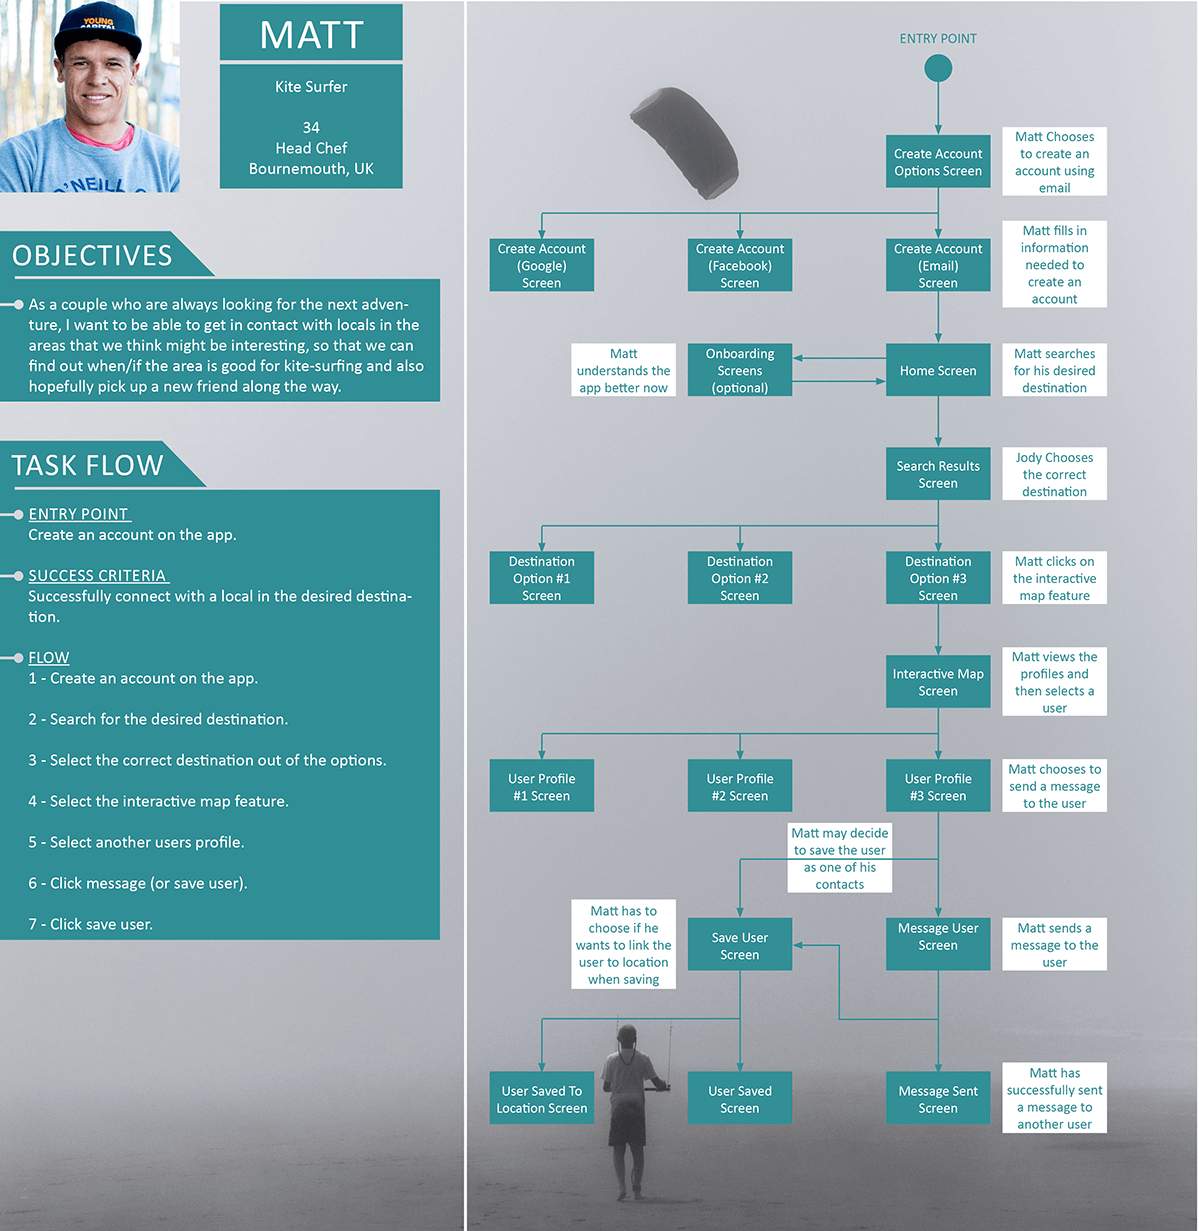 YOUNG
CAPITAL
O'NEILL
MATT
Kite Surfer
34
Head Chef
Bournemouth, UK
OBJECTIVES
As a couple who are always looking for the next adven-
ture, I want to be able to get in contact with locals in the
areas that we think might be interesting, so that we can
find out when/if the area is good for kite-surfing and also
hopefully pick up a new friend along the way.
TASK FLOW
ENTRY POINT
Create an account on the app.
SUCCESS CRITERIA
Successfully connect with a local in the desired destina-
tion.
FLOW
1 - Create an account on the app.
2 - Search for the desired destination.
3 - Select the correct destination out of the options.
4 - Select the interactive map feature.
5 - Select another users profile.
6 - Click message (or save user).
7 - Click save user.
ENTRY POINT
Create Account
Options Screen
Matt Chooses
to create an
account using
email
Create Account
(Google)
Screen
Create Account
(Facebook)
Screen
Create Account
(Email)
Screen
Matt fills in
information
needed to
create an
account
Matt
understands the
app better now
Onboarding
Screens
(optional)
Home Screen
Matt searches
for his desired
destination
Search Results
Screen
Jody Chooses
the correct
destination
Destination
Option #1
Screen
Destination
Option #2
Screen
Destination
Option #3
Screen
Matt clicks on
the interactive
map feature
Interactive Map
Screen
Matt views the
profiles and
then selects a
user
User Profile
#1 Screen
User Profile
#2 Screen
User Profile
#3 Screen
Matt chooses to
send a message
to the user
Matt may decide
to save the user
as one of his
contacts
Matt has to
choose if he
wants to link the
user to location
when saving
Save User
Screen
Message User
Screen
Matt sends a
message to the
user
User Saved To
Location Screen
User Saved
Screen
Message Sent
Screen
Matt has
successfully sent
a message to
another user